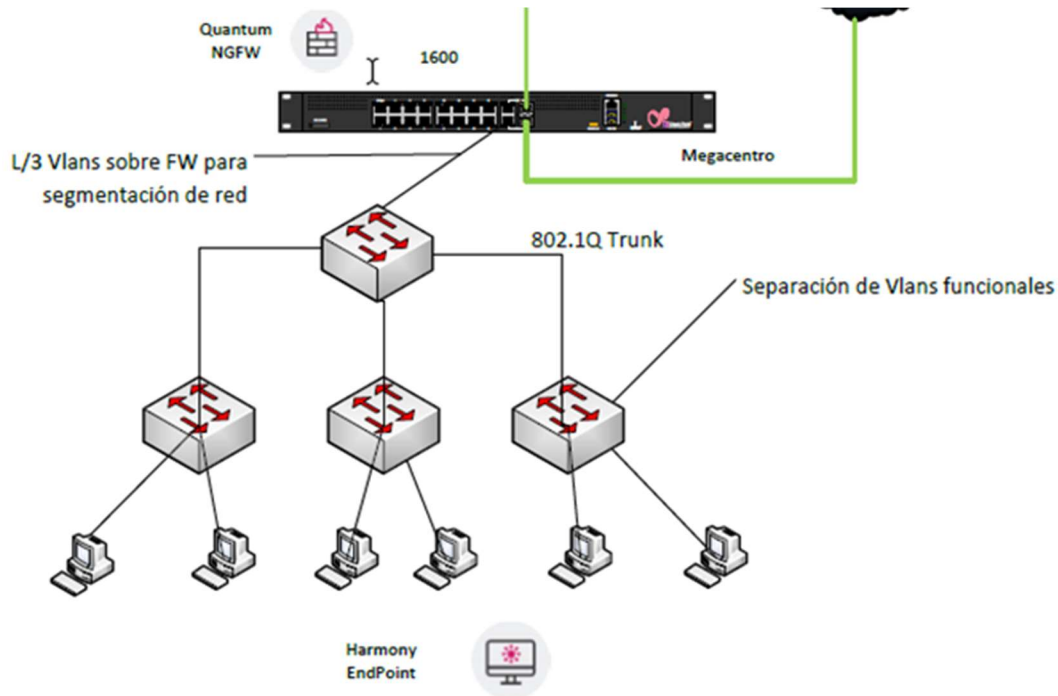 Quantum
NGFW
1600
Megacentro
L/3 Vlans sobre FW para
segmentación de red
802.1Q Trunk
Separación de Vlans funcionales
Harmony
EndPoint